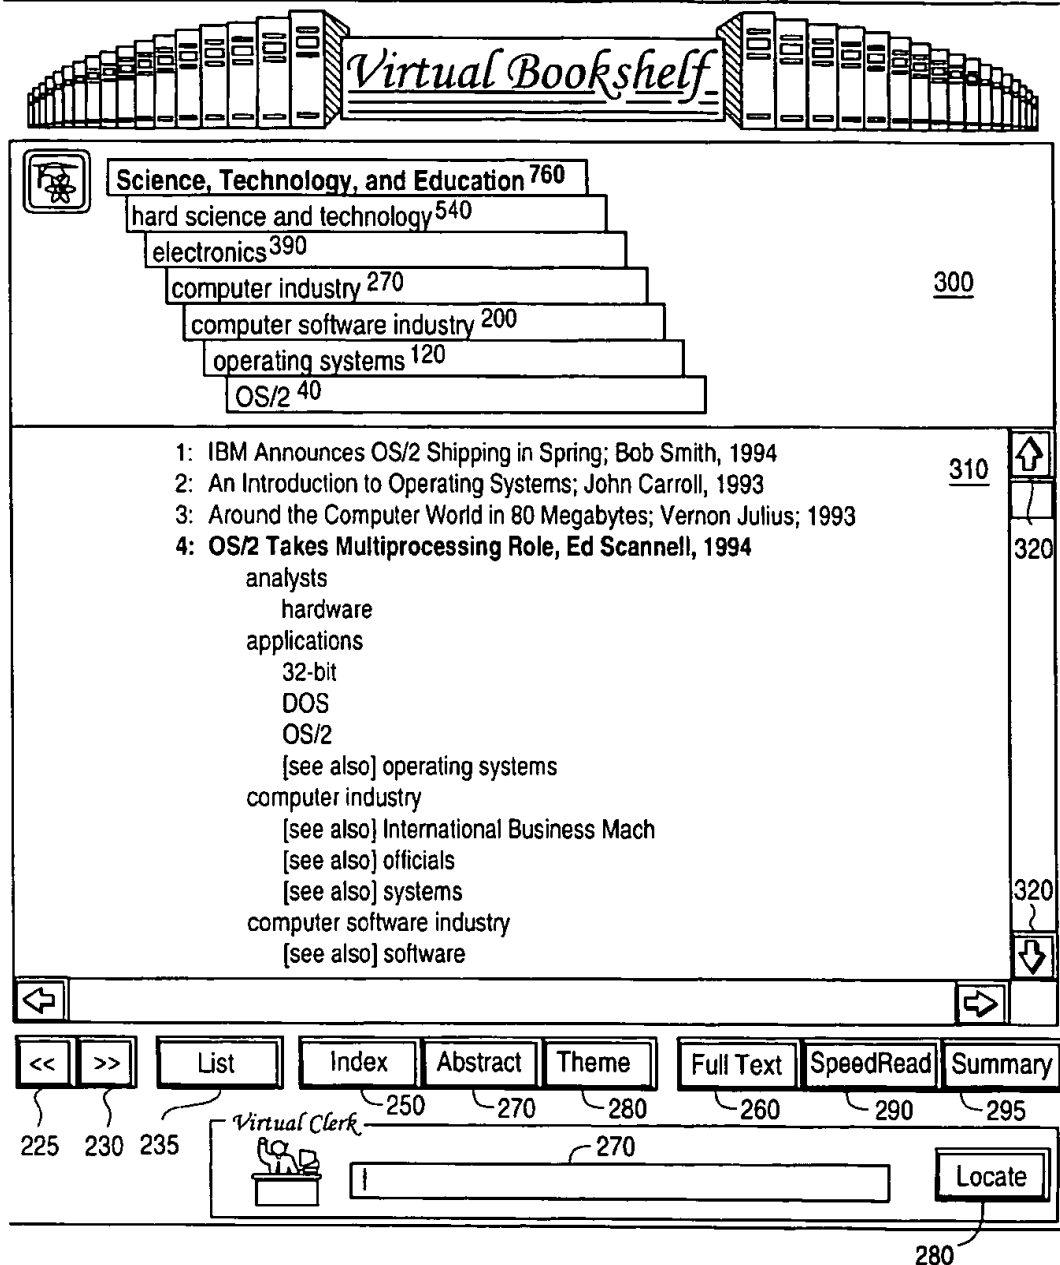 Virtual Bookshelf
Science, Technology, and Education 760
hard science and technology 540
electronics 390
computer industry 270
300
computer software industry 200
operating systems 120
OS/2 40
1: IBM Announces OS/2 Shipping in Spring; Bob Smith, 1994
310
2: An Introduction to Operating Systems; John Carroll, 1993
3: Around the Computer World in 80 Megabytes; Vernon Julius; 1993
4: OS/2 Takes Multiprocessing Role, Ed Scannell, 1994
320
analysts
hardware
applications
32-bit
DOS
OS/2
[see also] operating systems
computer industry
[see also] International Business Mach
[see also] officials
[see also] systems
320
computer software industry
[see also] software
<< >> List Index Abstract Theme Full Text SpeedRead Summary
250 270 280 260 290 295
225 230 235
Virtual Clerk
270
Locate
280